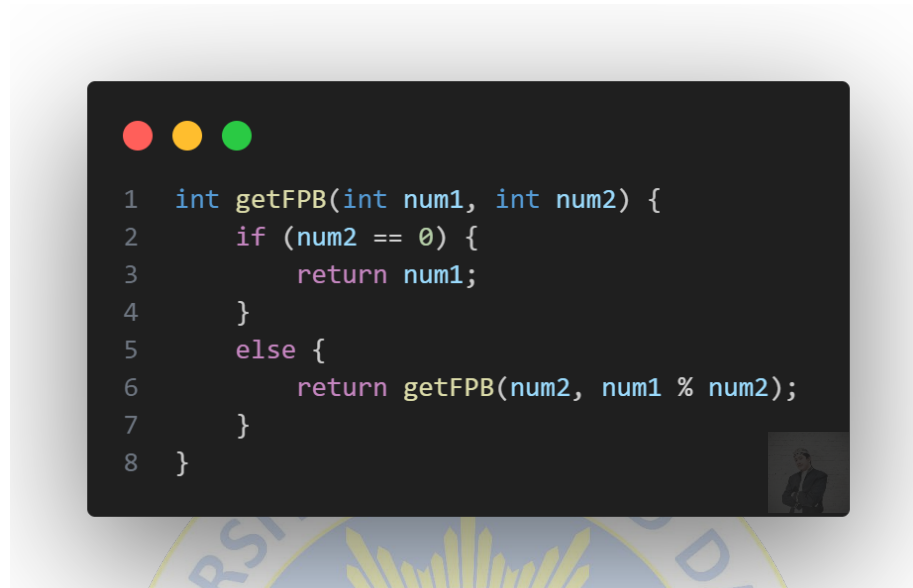 1 int getFPB(int num1, int num2) {
2     if (num2 == 0) {
3         return num1;
4     }
5     else {
6         return getFPB(num2, num1 % num2);
7     }
8 }